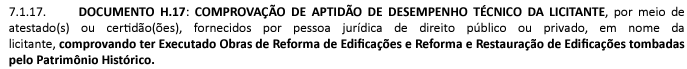 7.1.17. DOCUMENTO H.17: COMPROVAÇÃO DE APTIDÃO DE DESEMPENHO TÉCNICO DA LICITANTE, por meio de
atestado(s) ou certidão(ões), fornecidos por pessoa jurídica de direito público ou privado, em nome da
licitante, comprovando ter Executado Obras de Reforma de Edificações e Reforma e Restauração de Edificações tombadas
pelo Patrimônio Histórico.